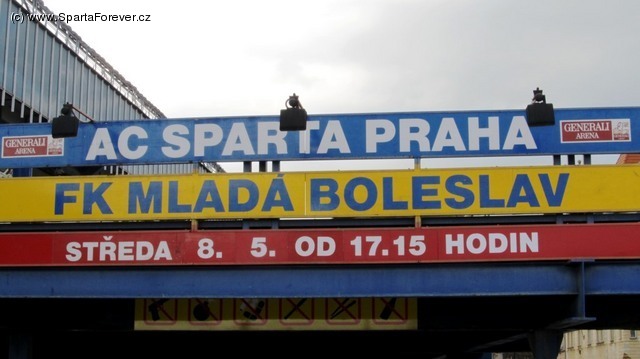 (c) www.SpartaForever.cz
GENERALI ARENA AC SPARTA PRAHA GENERALI ARENA
FK MLADÁ BOLESLAV
STŘEDA 8. 5. OD 17.15 HODIN